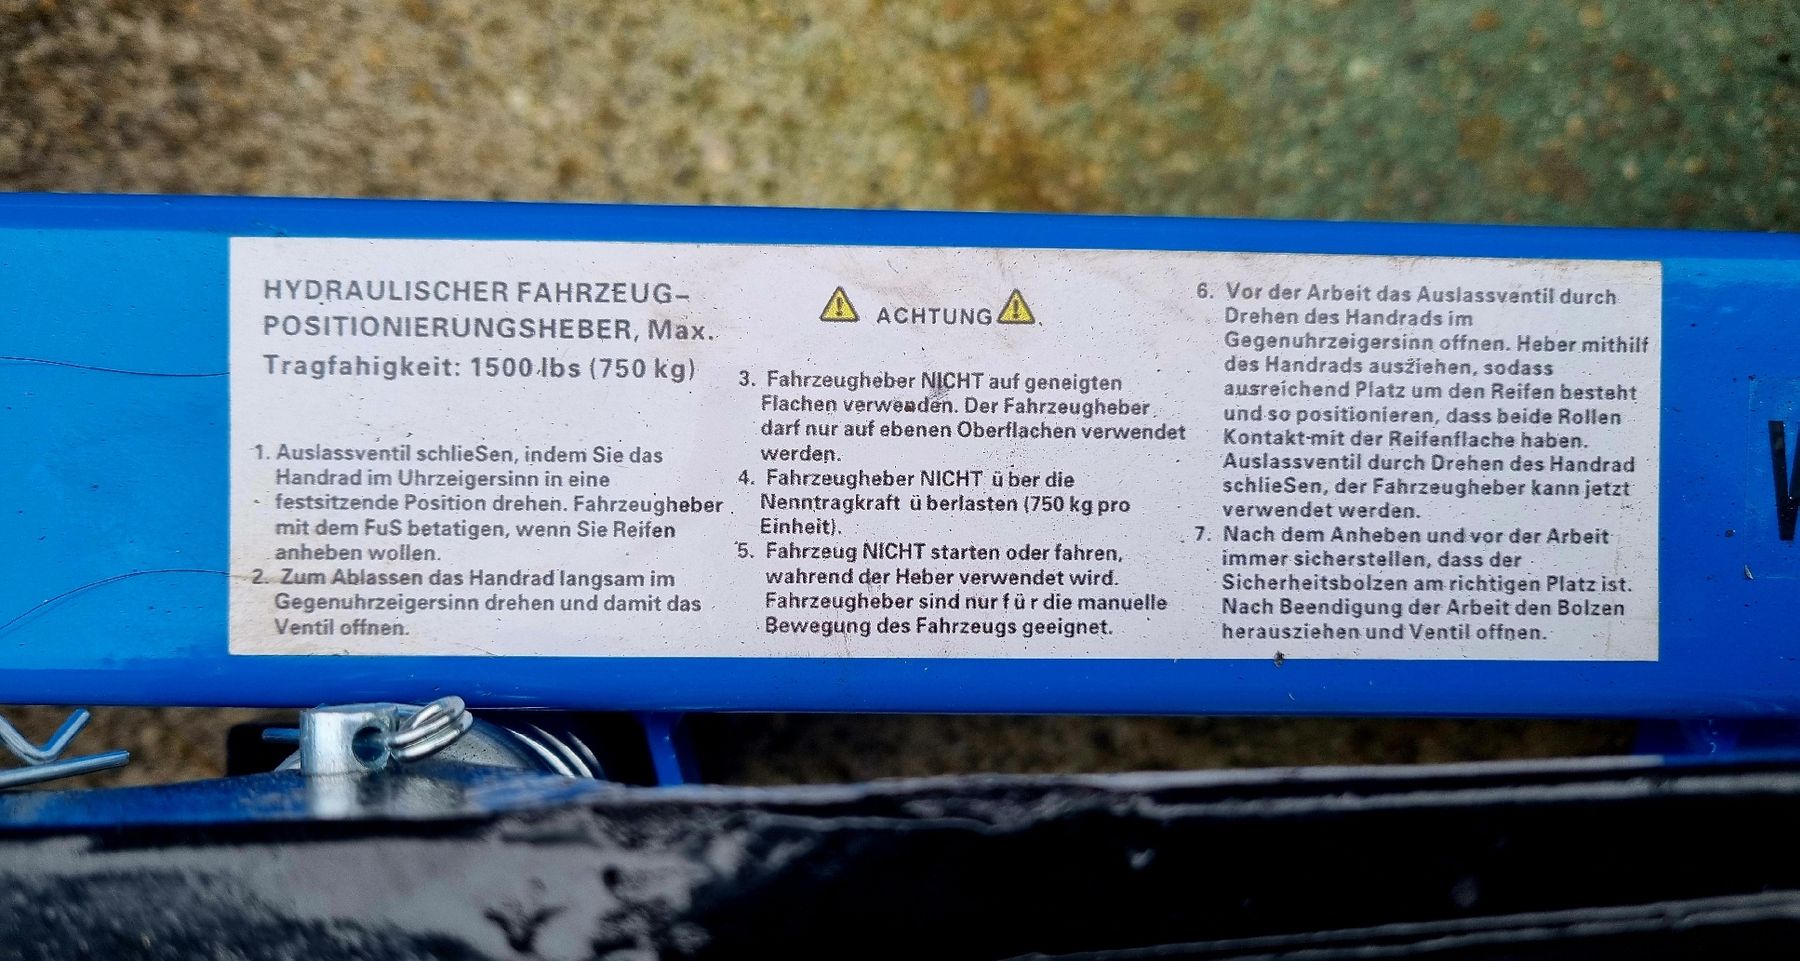 HYDRAULISCHER FAHRZEUG-
POSITIONIERUNGSHEBER, Max.
Tragfahigkeit: 1500 lbs (750 kg)
1. Auslassventil schlieSen, indem Sie das
Handrad im Uhrzeigersinn in eine
festsitzende Position drehen. Fahrzeugheber
mit dem FuS betatigen, wenn Sie Reifen
anheben wollen.
2. Zum Ablassen das Handrad langsam im
Gegenuhrzeigersinn drehen und damit das
Ventil offnen.
ACHTUNG
3. Fahrzeugheber NICHT auf geneigten
Flachen verwenden. Der Fahrzeugheber
darf nur auf ebenen Oberflachen verwendet
werden.
4. Fahrzeugheber NICHT ü ber die
Nenntragkraft ü berlasten (750 kg pro
Einheit).
5. Fahrzeug NICHT starten oder fahren,
wahrend der Heber verwendet wird.
Fahrzeugheber sind nur f ü r die manuelle
Bewegung des Fahrzeugs geeignet.
6. Vor der Arbeit das Auslassventil durch
Drehen des Handrads im
Gegenuhrzeigersinn offnen. Heber mithilf
des Handrads ausziehen, sodass
ausreichend Platz um den Reifen besteht
und so positionieren, dass beide Rollen
Kontakt mit der Reifenflache haben.
Auslassventil durch Drehen des Handrad
schlieSen, der Fahrzeugheber kann jetzt
verwendet werden.
7. Nach dem Anheben und vor der Arbeit
immer sicherstellen, dass der
Sicherheitsbolzen am richtigen Platz ist.
Nach Beendigung der Arbeit den Bolzen
herausziehen und Ventil offnen.